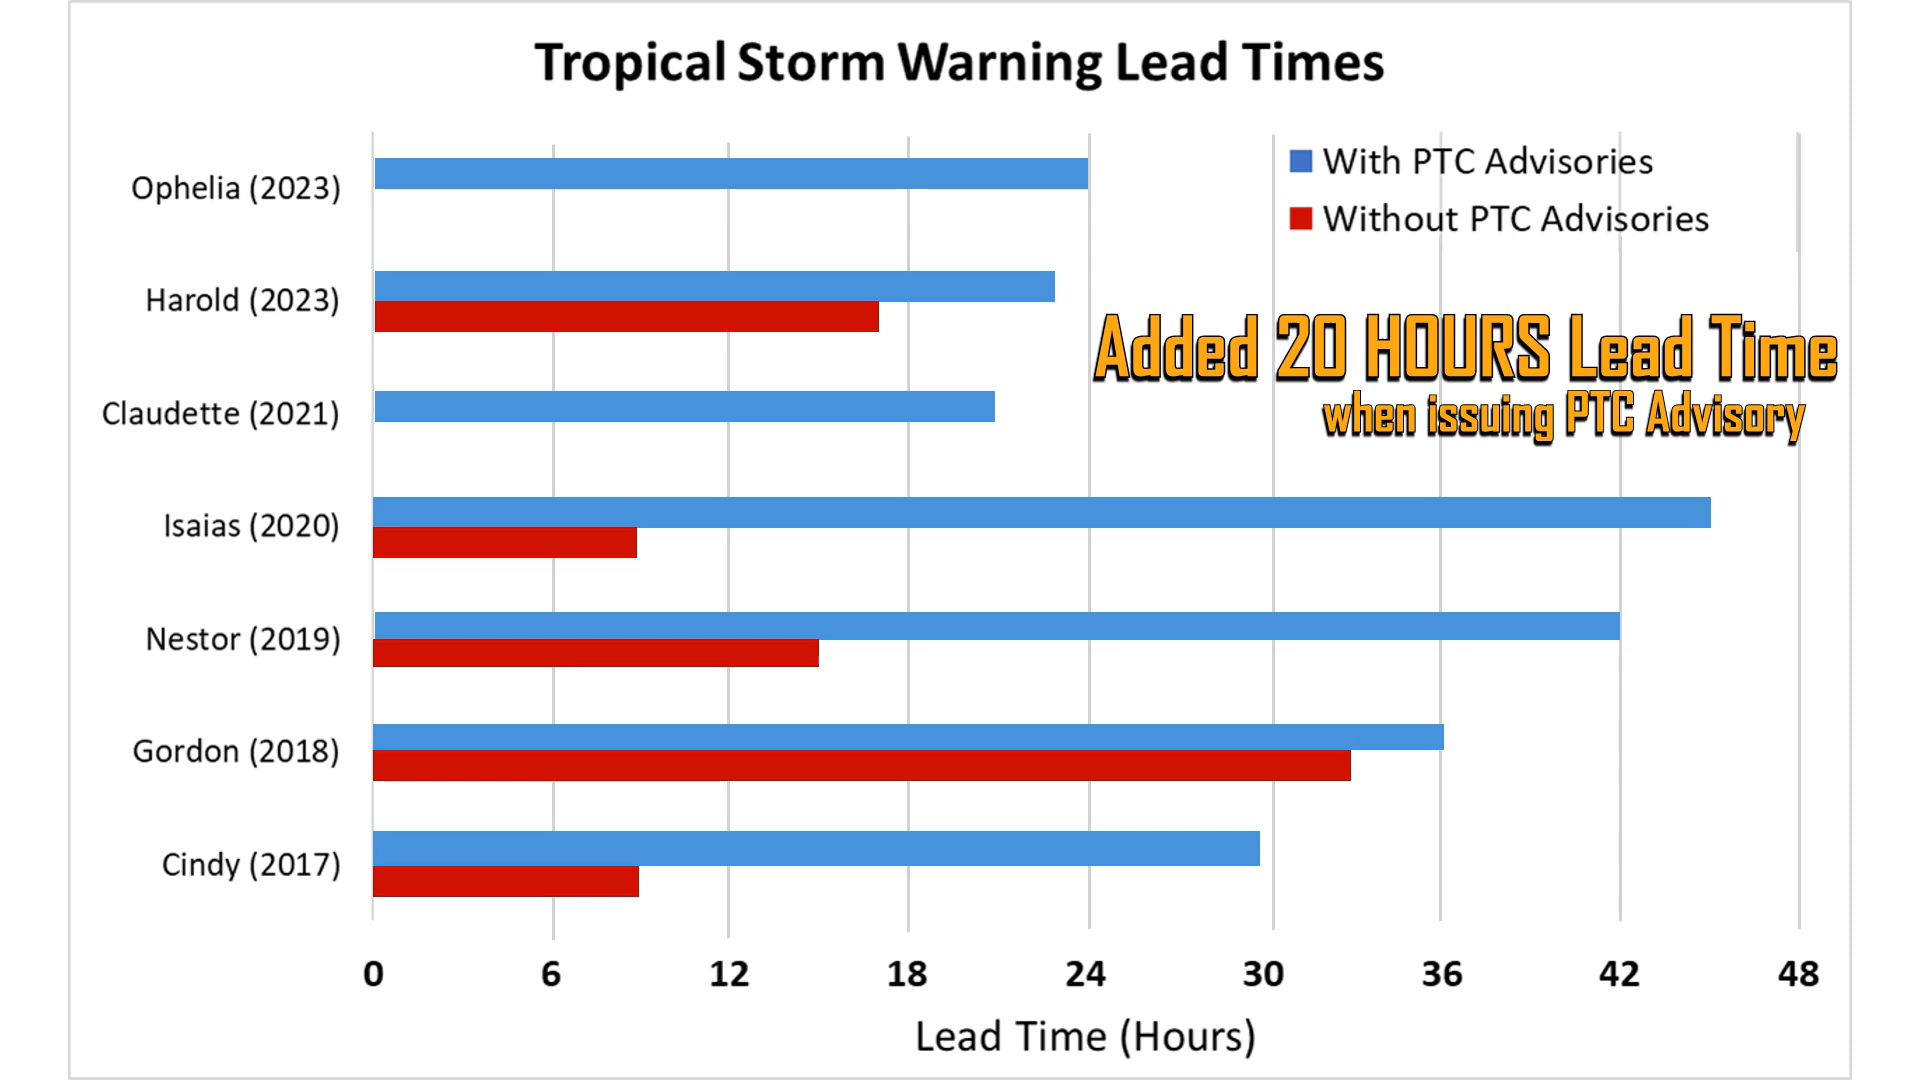 Tropical Storm Warning Lead Times
With PTC Advisories
Without PTC Advisories
Ophelia (2023)
Harold (2023)
Claudette (2021)
Isaias (2020)
Nestor (2019)
Gordon (2018)
Cindy (2017)
Added 20 HOURS Lead Time
when issuing PTC Advisory
0 6 12 18 24 30 36 42 48
Lead Time (Hours)